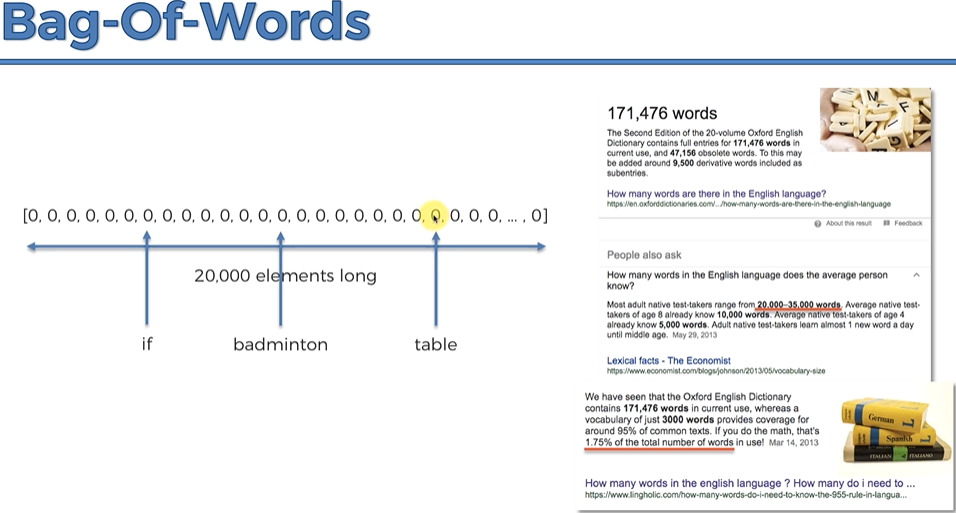 Bag-Of-Words
[0, 0, 0, 0, 0, 0, 0, 0, 0, 0, 0, 0, 0, 0, 0, 0, 0, 0, 0, 0, 0, 0, 0, 0, 0, ... , 0]
20,000 elements long
if
badminton
table
171,476 words
The Second Edition of the 20-volume Oxford English
Dictionary contains full entries for 171,476 words in
current use, and 47,156 obsolete words. To this may
be added around 9,500 derivative words included as
subentries.
How many words are there in the English language?
https://en.oxforddictionaries.com/.../how-many-words-are-there-in-the-english-language
About this result
Feedback
People also ask
How many words in the English language does the average person
know?
Most adult native test-takers range from 20,000–35,000 words. Average native test-
takers of age 8 already know 10,000 words. Average native test-takers of age 4
already know 5,000 words. Adult native test-takers learn almost 1 new word a day
until middle age. May 29, 2013
Lexical facts - The Economist
https://www.economist.com/blogs/johnson/2013/05/vocabulary-size
We have seen that the Oxford English Dictionary
contains 171,476 words in current use, whereas a
vocabulary of just 3000 words provides coverage for
around 95% of common texts. If you do the math, that's
1.75% of the total number of words in use! Mar 14, 2013
German
Spanish
ITALIAN
ITALIANO
How many words in the english language ? How many do i need to ...
https://www.lingholic.com/how-many-words-do-i-need-to-know-the-955-rule-in-langua...